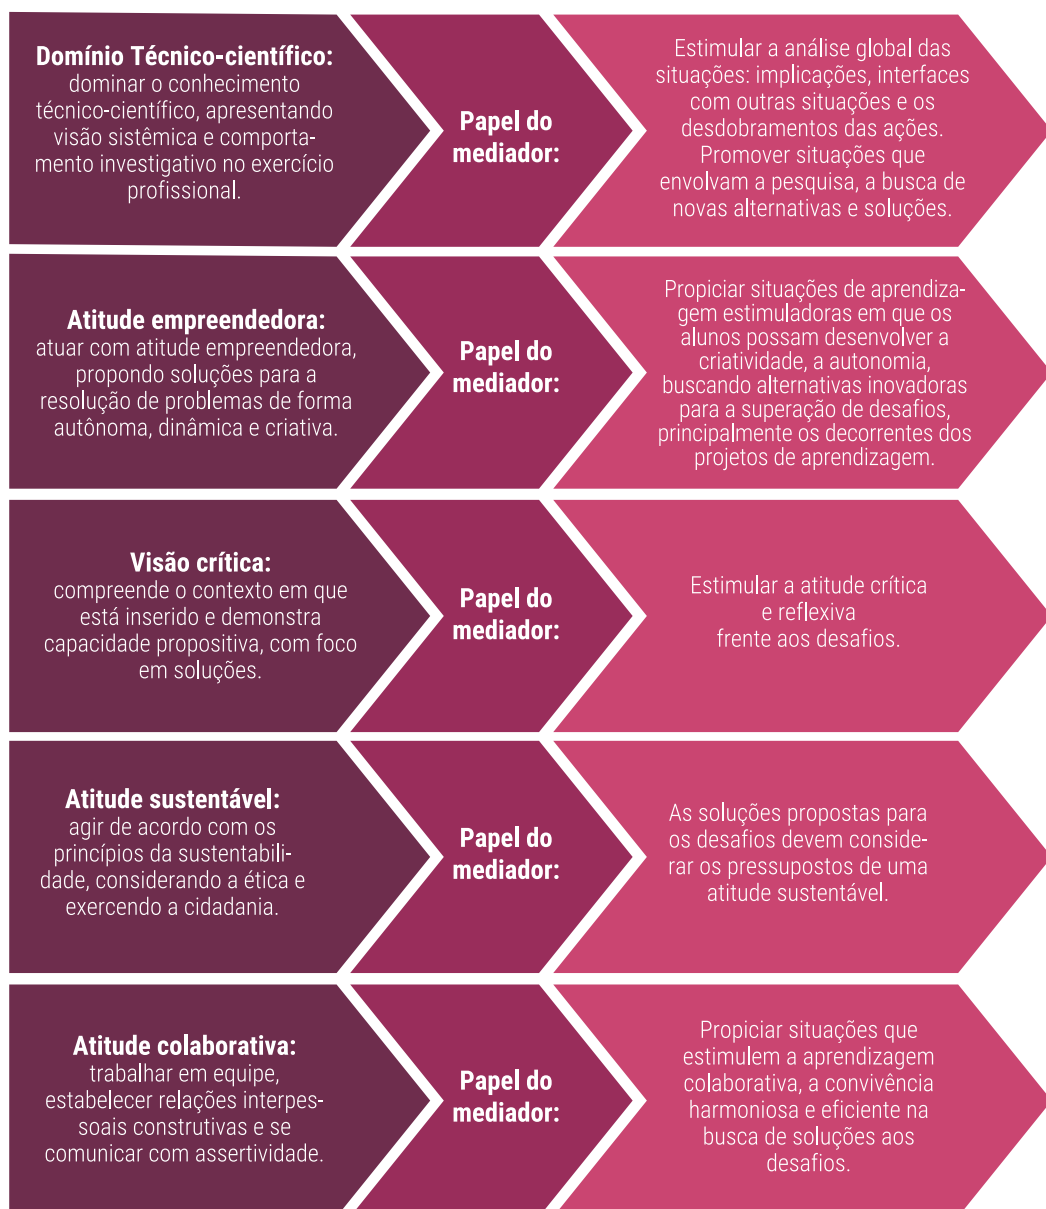 Domínio Técnico-científico:
dominar o conhecimento
técnico-científico, apresentando
visão sistêmica e comporta-
mento investigativo no exercício
profissional.
Papel do
mediador:
Estimular a análise global das
situações: implicações, interfaces
com outras situações e os
desdobramentos das ações.
Promover situações que
envolvam a pesquisa, a busca de
novas alternativas e soluções.
Atitude empreendedora:
atuar com atitude empreendedora,
propondo soluções para a
resolução de problemas de forma
autônoma, dinâmica e criativa.
Papel do
mediador:
Propiciar situações de aprendiza-
gem estimuladoras em que os
alunos possam desenvolver a
criatividade, a autonomia,
buscando alternativas inovadoras
para a superação de desafios,
principalmente os decorrentes dos
projetos de aprendizagem.
Visão crítica:
compreende o contexto em que
está inserido e demonstra
capacidade propositiva, com foco
em soluções.
Papel do
mediador:
Estimular a atitude crítica
e reflexiva
frente aos desafios.
Atitude sustentável:
agir de acordo com os
princípios da sustentabili-
dade, considerando a ética e
exercendo a cidadania.
Papel do
mediador:
As soluções propostas para
os desafios devem conside-
rar os pressupostos de uma
atitude sustentável.
Atitude colaborativa:
trabalhar em equipe,
estabelecer relações interpes-
soais construtivas e se
comunicar com assertividade.
Papel do
mediador:
Propiciar situações que
estimulem a aprendizagem
colaborativa, a convivência
harmoniosa e eficiente na
busca de soluções aos
desafios.